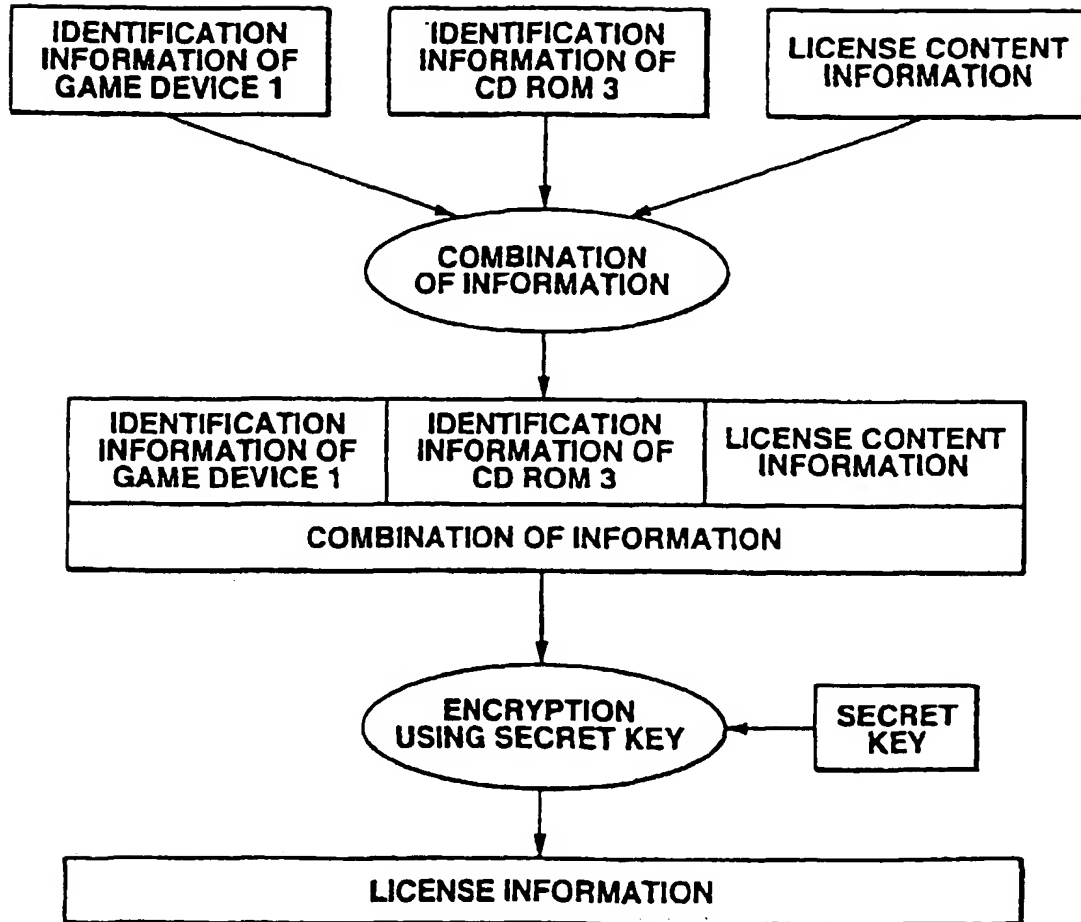 IDENTIFICATION
INFORMATION OF
GAME DEVICE 1
IDENTIFICATION
INFORMATION OF
CD ROM 3
LICENSE CONTENT
INFORMATION
COMBINATION
OF INFORMATION
IDENTIFICATION
INFORMATION OF
GAME DEVICE 1
IDENTIFICATION
INFORMATION OF
CD ROM 3
LICENSE CONTENT
INFORMATION
COMBINATION OF INFORMATION
ENCRYPTION
USING SECRET KEY
SECRET
KEY
LICENSE INFORMATION